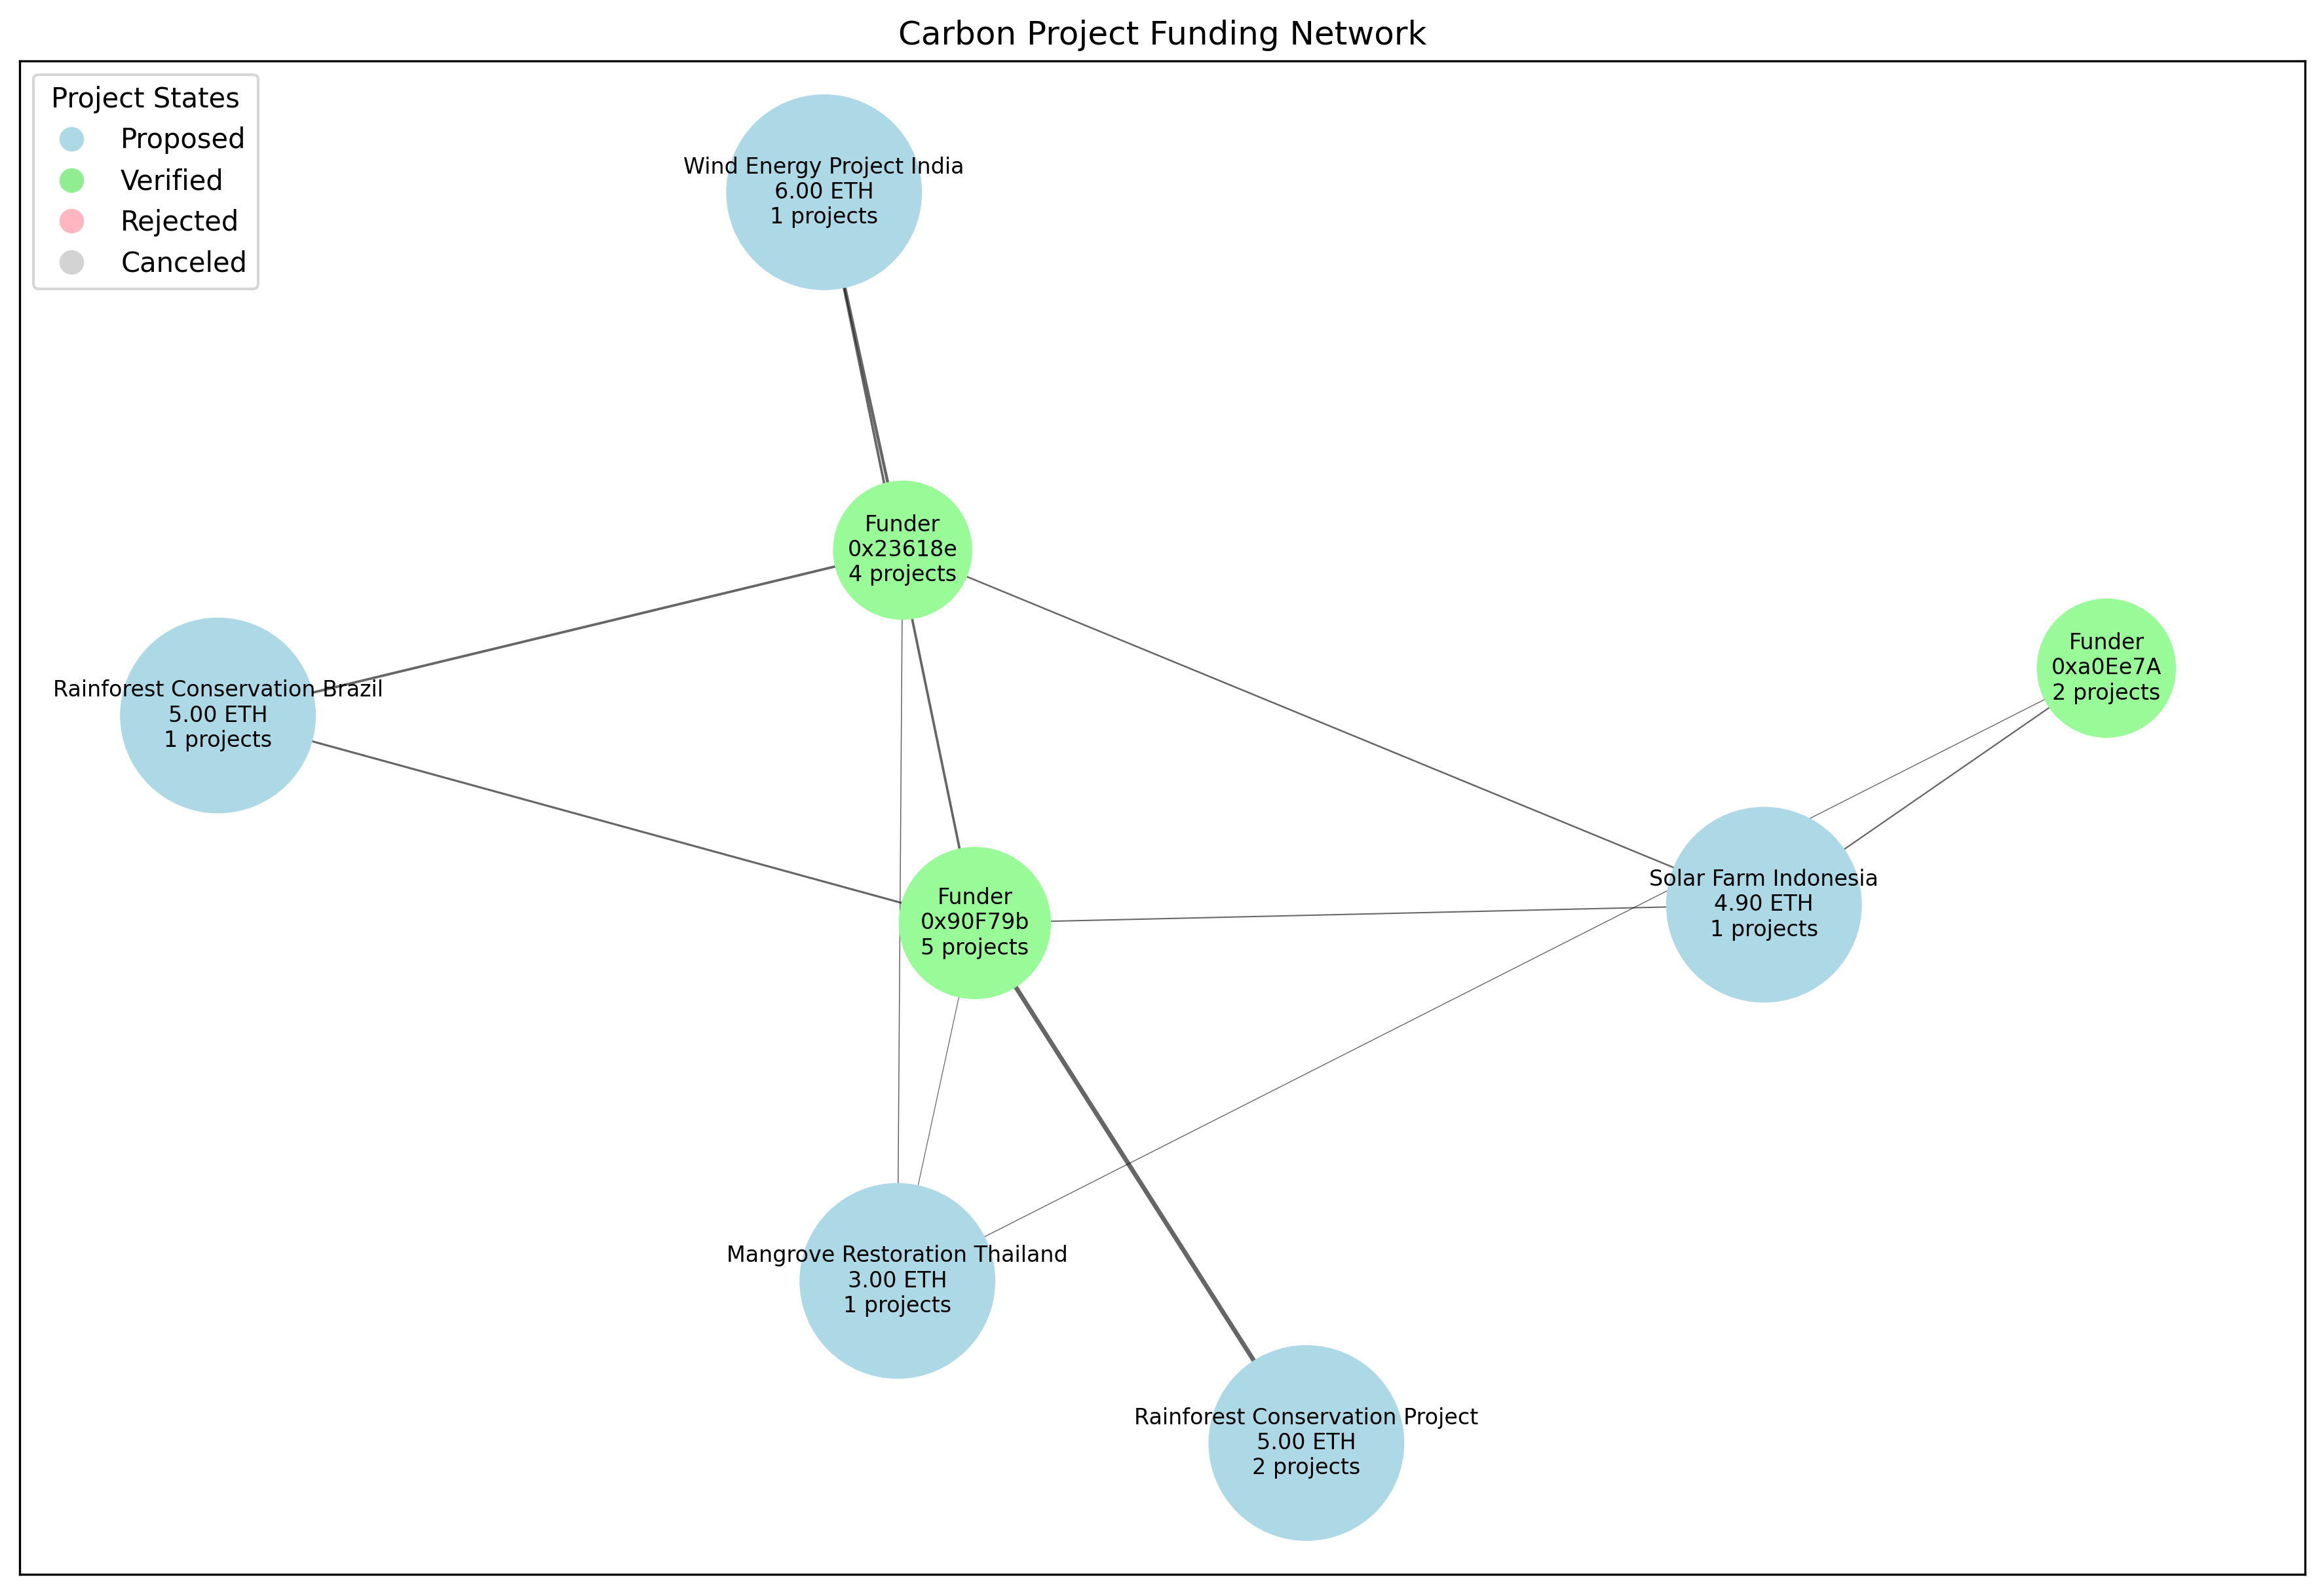 Carbon Project Funding Network
Project States
Proposed
Verified
Rejected
Canceled
Wind Energy Project India
6.00 ETH
1 projects
Funder
0x23618e
4 projects
Funder
0xa0Ee7A
2 projects
Rainforest Conservation Brazil
5.00 ETH
1 projects
Solar Farm Indonesia
4.90 ETH
1 projects
Funder
0x90F79b
5 projects
Mangrove Restoration Thailand
3.00 ETH
1 projects
Rainforest Conservation Project
5.00 ETH
2 projects